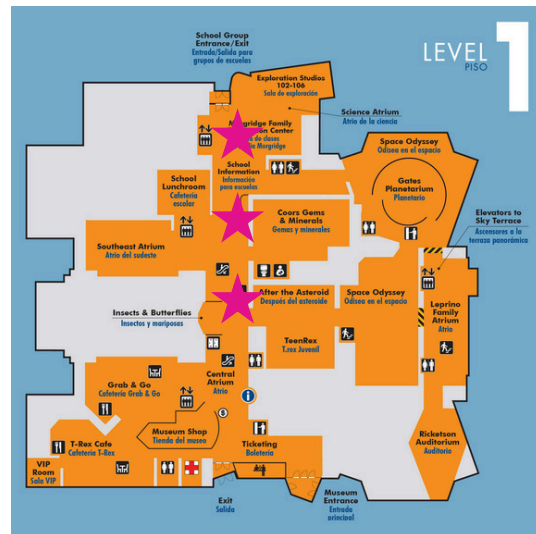 LEVEL 1
PISO
School Group
Entrance/Exit
Entrada/Salida para
grupos de escuelas
Exploration Studios
102-106
Sala de exploración
Science Atrium
Atrio de la ciencia
Family
Center
de clases
Morgridge
School
Information
Información
para escuelas
School
Lunchroom
Cafetería
escolar
Space Odyssey
Odisea en el espacio
Gates
Planetarium
Planetario
Coors Gems
& Minerals
Gemas y minerales
Elevators to
Sky Terrace
Ascensores a la
terraza panorámica
Southeast Atrium
Atrio del sudeste
After the Asteroid
Después del asteroide
Space Odyssey
Odisea en el espacio
Leprino
Family
Atrium
Atrio
Insects & Butterflies
Insectos y mariposas
TeenRex
T.rex Juvenil
Central
Atrium
Atrio
Grab & Go
Cafetería Grab & Go
i
$
Museum Shop
Tienda del museo
T-Rex Cafe
Cafetería T-Rex
Ticketing
Boletería
Ricketson
Auditorium
Auditorio
VIP
Room
Sala VIP
Exit
Salida
Museum
Entrance
Entrada
principal